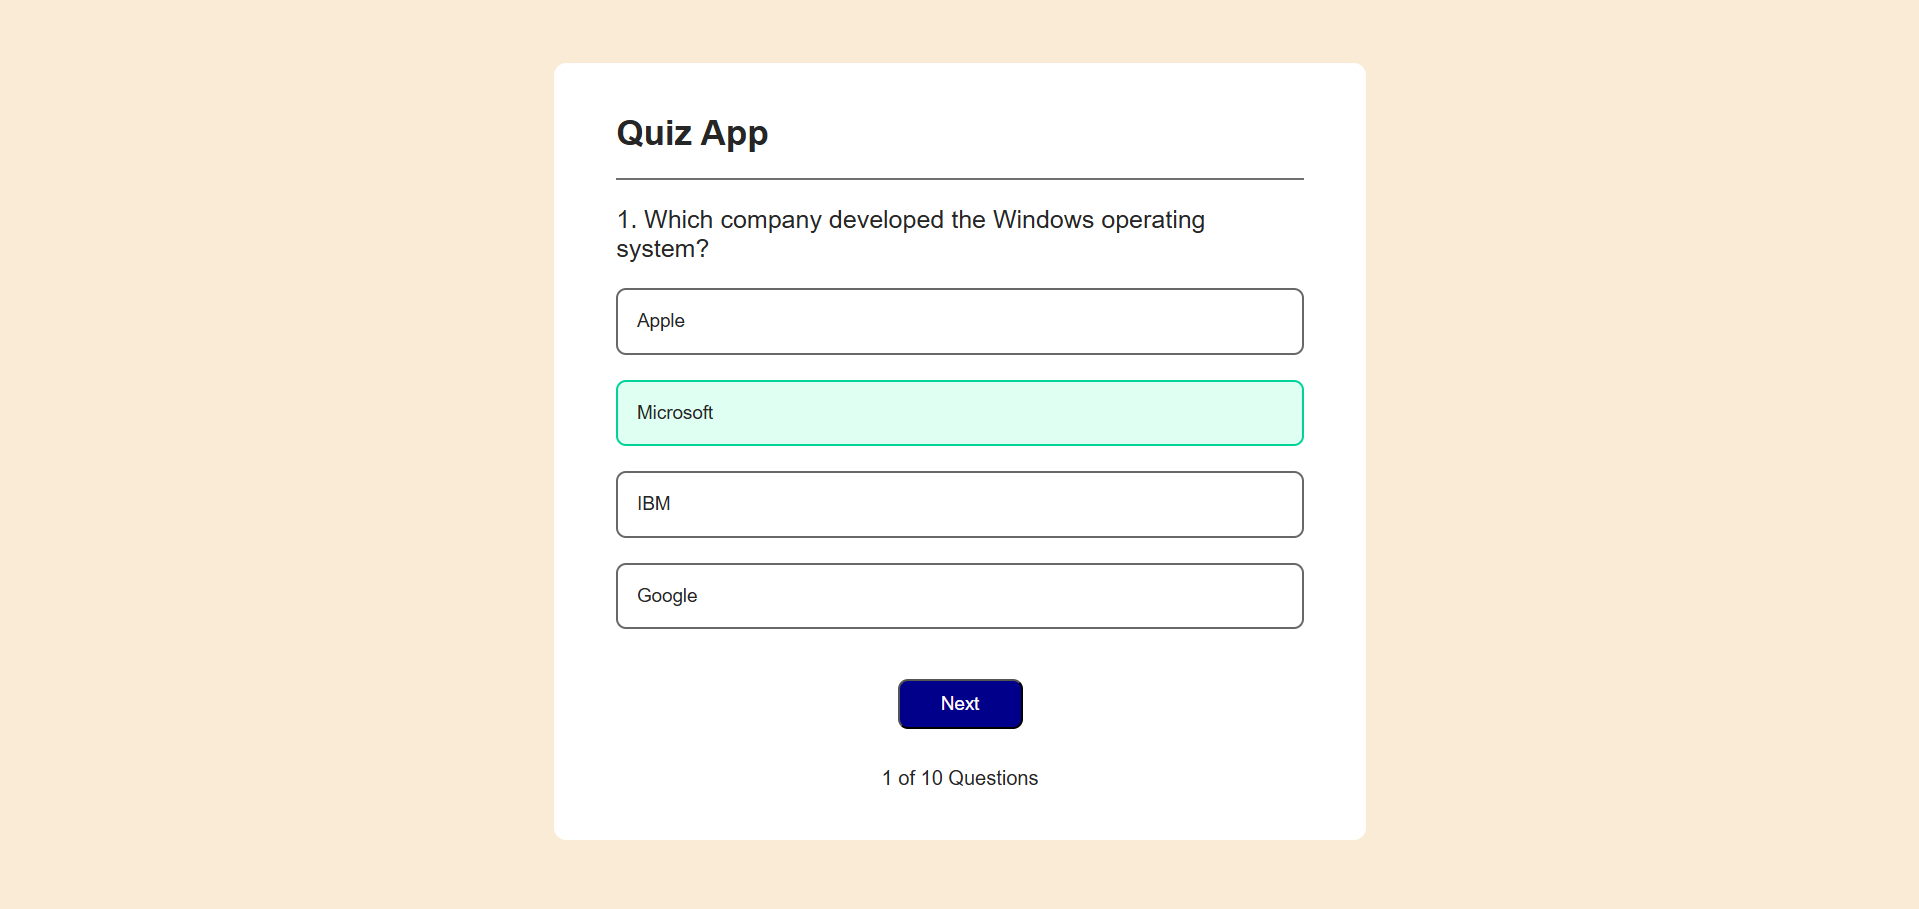 Quiz App
1. Which company developed the Windows operating
system?
Apple
Microsoft
IBM
Google
Next
1 of 10 Questions